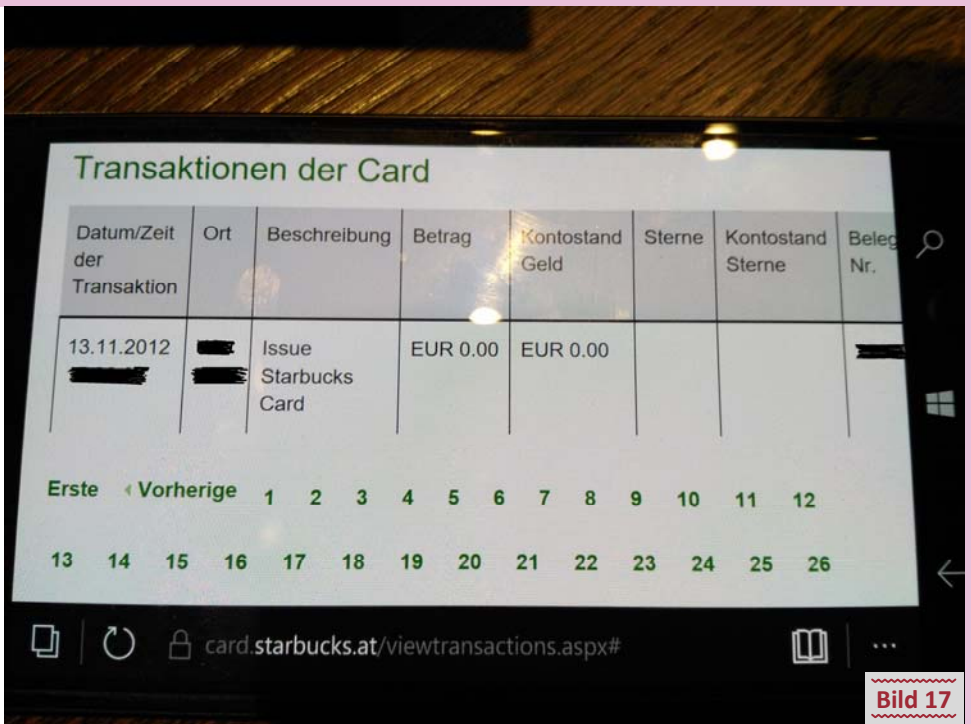 Transaktionen der Card
Datum/Zeit der Transaktion
Ort
Beschreibung
Betrag
Kontostand Geld
Sterne
Kontostand Sterne
Beleg Nr.
13.11.2012
Issue Starbucks Card
EUR 0.00
EUR 0.00
Erste Vorherige 1 2 3 4 5 6 7 8 9 10 11 12
13 14 15 16 17 18 19 20 21 22 23 24 25 26
card.starbucks.at/viewtransactions.aspx#
Bild 17